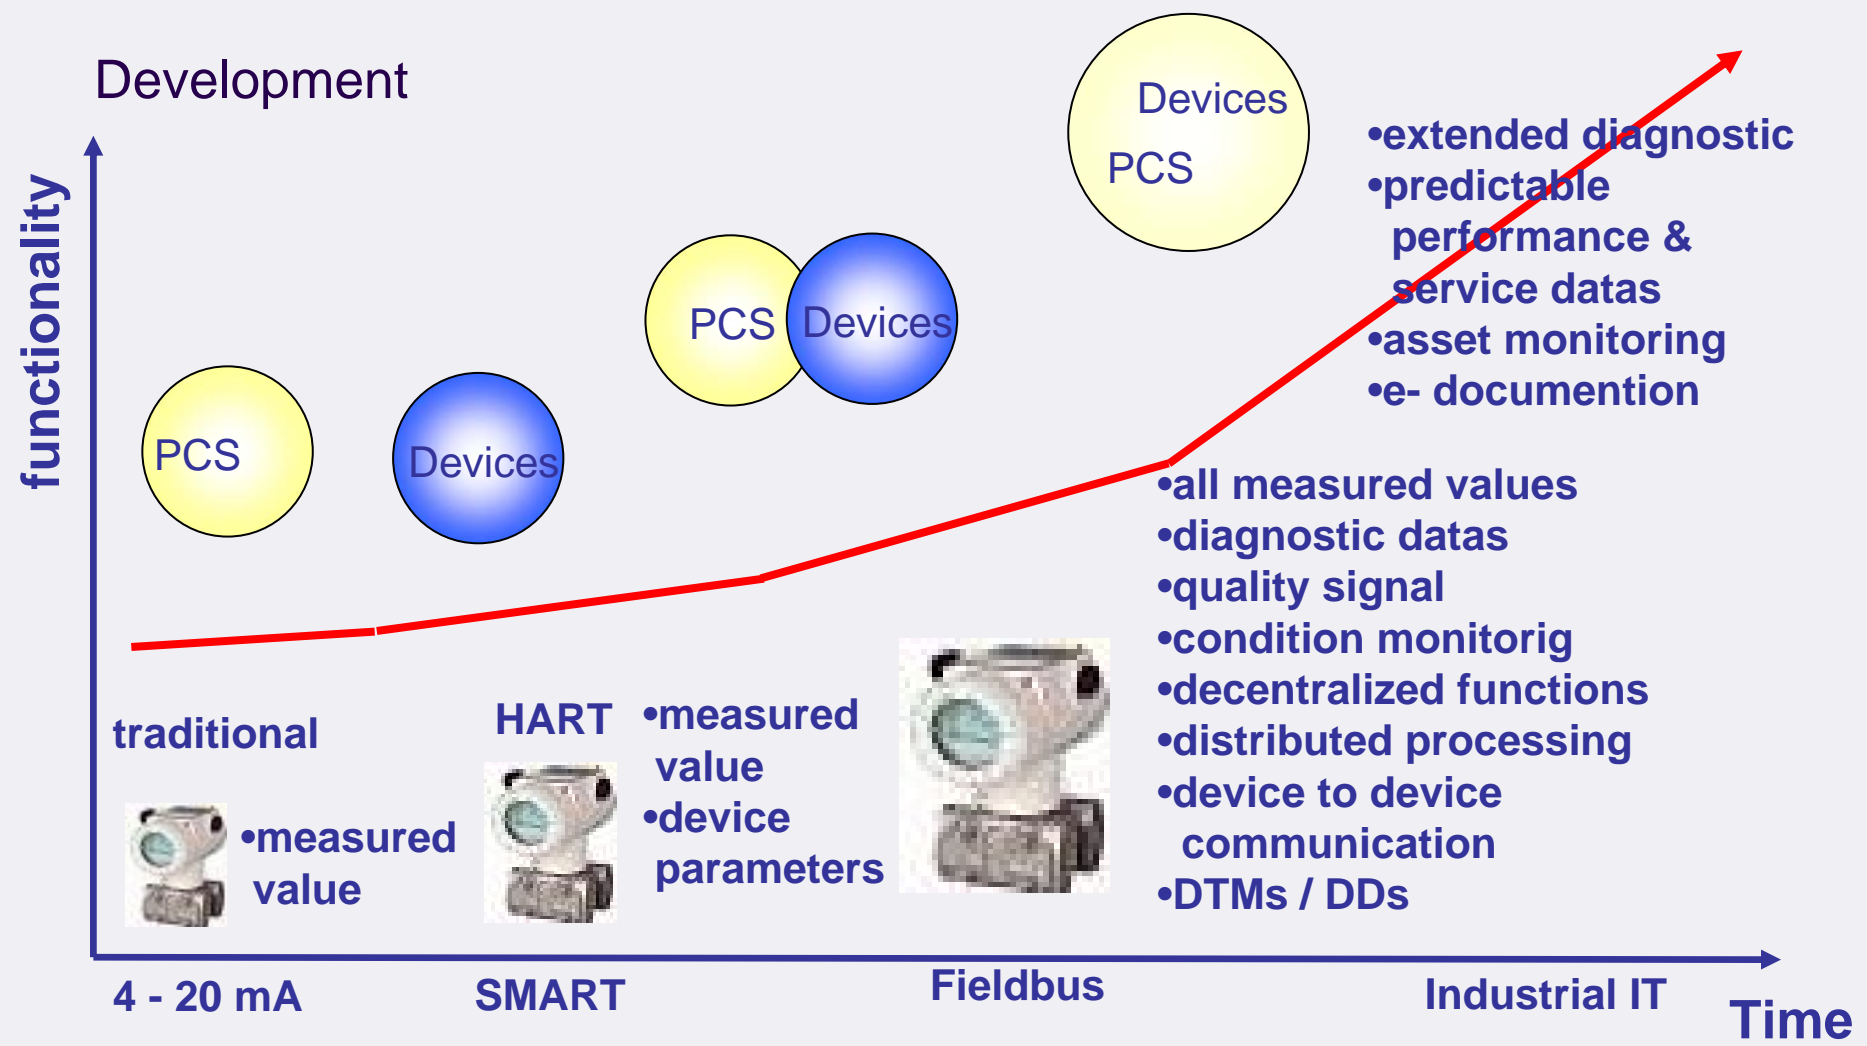 Development
functionality
PCS
Devices
PCS
Devices
Devices
PCS
•extended diagnostic
•predictable
performance &
service datas
•asset monitoring
•e- documention
•all measured values
•diagnostic datas
•quality signal
•condition monitorig
•decentralized functions
•distributed processing
•device to device
communication
•DTMs / DDs
traditional
•measured
value
HART
•measured
value
•device
parameters
4 - 20 mA
SMART
Fieldbus
Industrial IT
Time